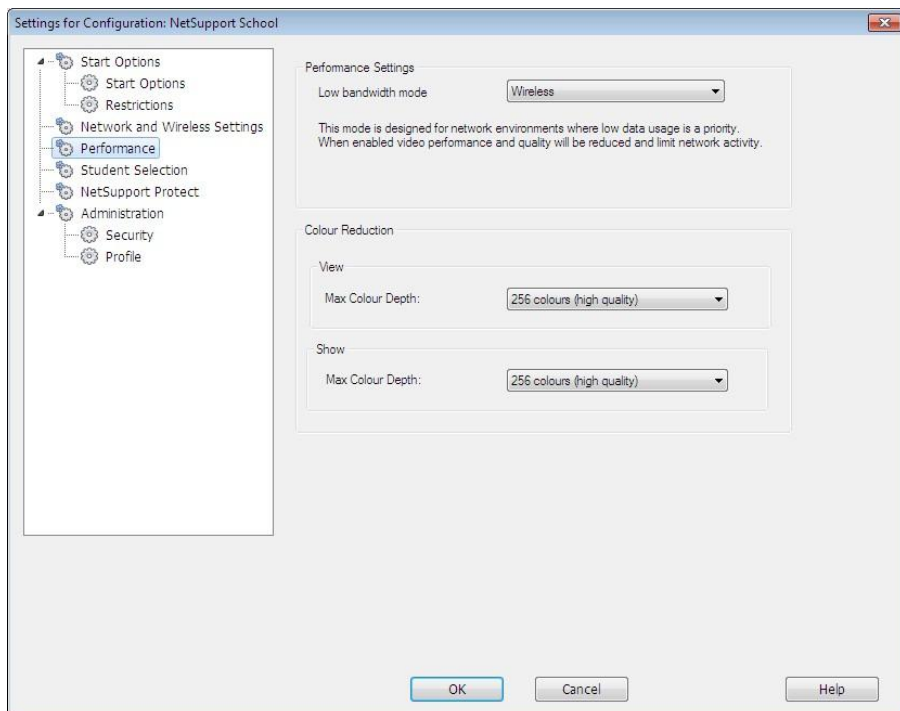 Settings for Configuration: NetSupport School
Start Options
Start Options
Restrictions
Network and Wireless Settings
Performance
Student Selection
NetSupport Protect
Administration
Security
Profile
Performance Settings
Low bandwidth mode Wireless
This mode is designed for network environments where low data usage is a priority.
When enabled video performance and quality will be reduced and limit network activity.
Colour Reduction
View
Max Colour Depth: 256 colours (high quality)
Show
Max Colour Depth: 256 colours (high quality)
OK Cancel Help